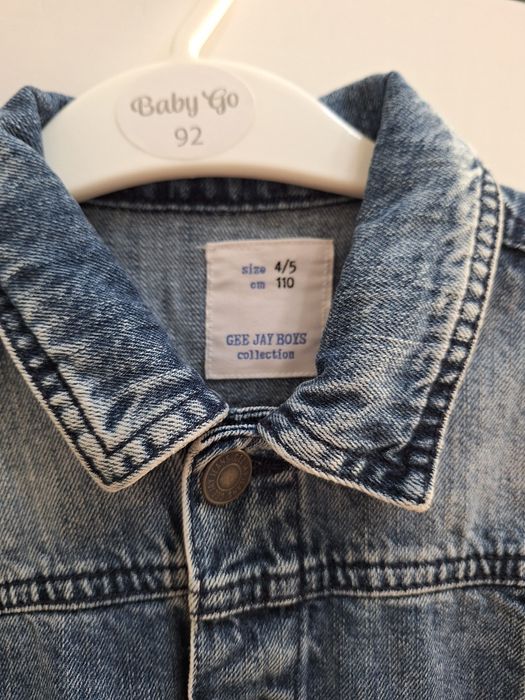 Baby Go
92
size 4/5
cm 110
GEE JAY BOYS
collection